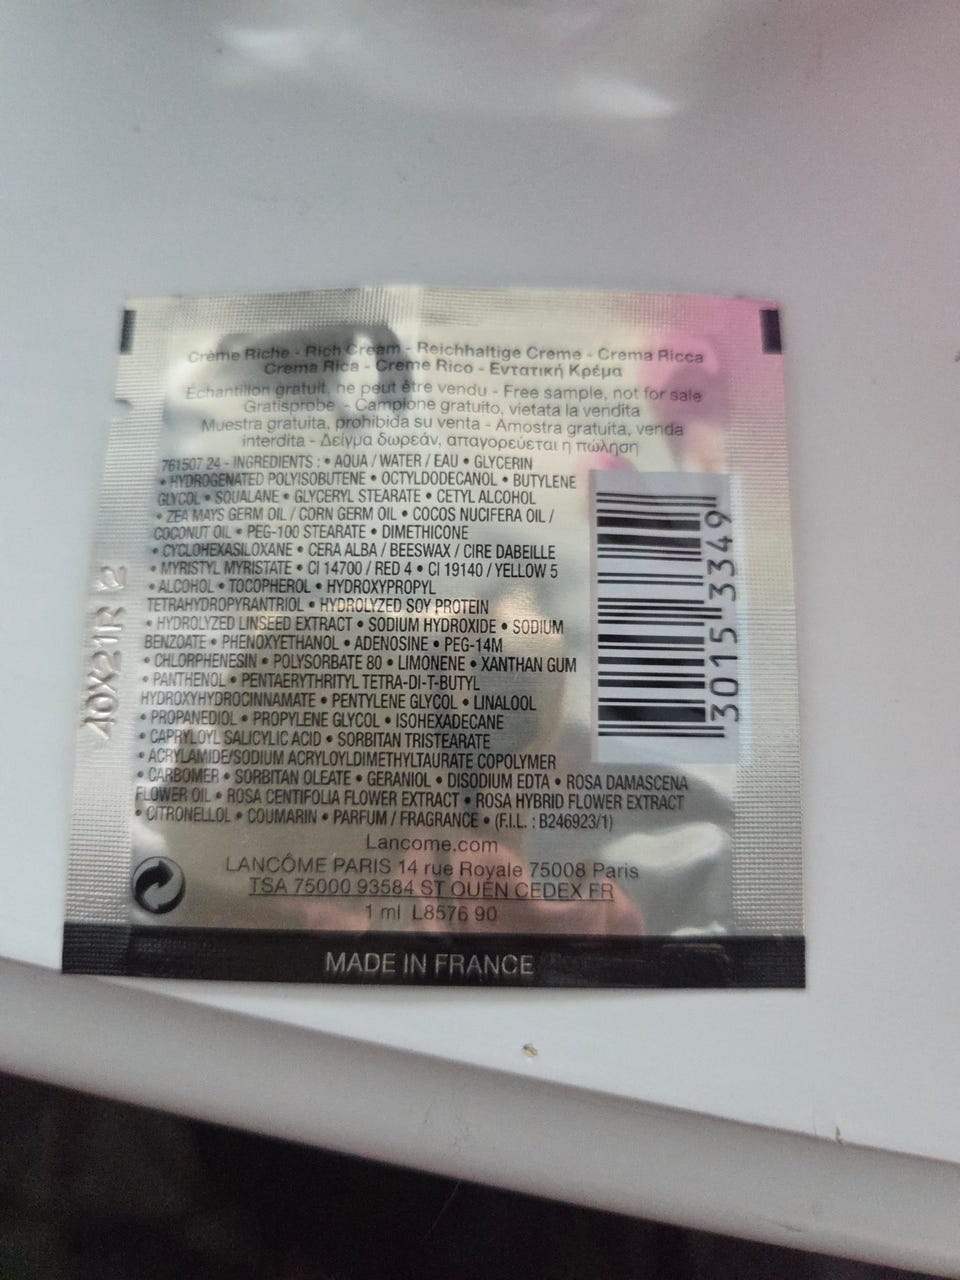 Crème Riche - Rich Cream - Reichhaltige Creme - Crema Ricca
Crema Rica - Creme Rico - Εντατική Κρέμα
Échantillon gratuit, ne peut être vendu - Free sample, not for sale
Gratisprobe - Campione gratuito, vietata la vendita
Muestra gratuita, prohibida su venta - Amostra gratuita, venda
interdita - Δείγμα δωρεάν, απαγορεύεται η πώληση
761507 24 - INGREDIENTS : • AQUA / WATER / EAU • GLYCERIN
• HYDROGENATED POLYISOBUTENE • OCTYLDODECANOL • BUTYLENE
GLYCOL • SQUALANE • GLYCERYL STEARATE • CETYL ALCOHOL
• ZEA MAYS GERM OIL / CORN GERM OIL • COCOS NUCIFERA OIL /
COCONUT OIL • PEG-100 STEARATE • DIMETHICONE
• CYCLOHEXASILOXANE • CERA ALBA / BEESWAX / CIRE DABEILLE
• MYRISTYL MYRISTATE • CI 14700 / RED 4 • CI 19140 / YELLOW 5
• ALCOHOL • TOCOPHEROL • HYDROXYPROPYL
TETRAHYDROPYRANTRIOL • HYDROLYZED SOY PROTEIN
• HYDROLYZED LINSEED EXTRACT • SODIUM HYDROXIDE • SODIUM
BENZOATE • PHENOXYETHANOL • ADENOSINE • PEG-14M
• CHLORPHENESIN • POLYSORBATE 80 • LIMONENE • XANTHAN GUM
• PANTHENOL • PENTAERYTHRITYL TETRA-DI-T-BUTYL
HYDROXYHYDROCINNAMATE • PENTYLENE GLYCOL • LINALOOL
• PROPANEDIOL • PROPYLENE GLYCOL • ISOHEXADECANE
• CAPRYLOYL SALICYLIC ACID • SORBITAN TRISTEARATE
• ACRYLAMIDE/SODIUM ACRYLOYLDIMETHYLTAURATE COPOLYMER
• CARBOMER • SORBITAN OLEATE • GERANIOL • DISODIUM EDTA • ROSA DAMASCENA
FLOWER OIL • ROSA CENTIFOLIA FLOWER EXTRACT • ROSA HYBRID FLOWER EXTRACT
• CITRONELLOL • COUMARIN • PARFUM / FRAGRANCE • (F.I.L. : B246923/1)
Lancome.com
LANCÔME PARIS 14 rue Royale 75008 Paris
TSA 75000 93584 ST OUEN CEDEX FR
1 ml L8576 90
MADE IN FRANCE
3015 3349